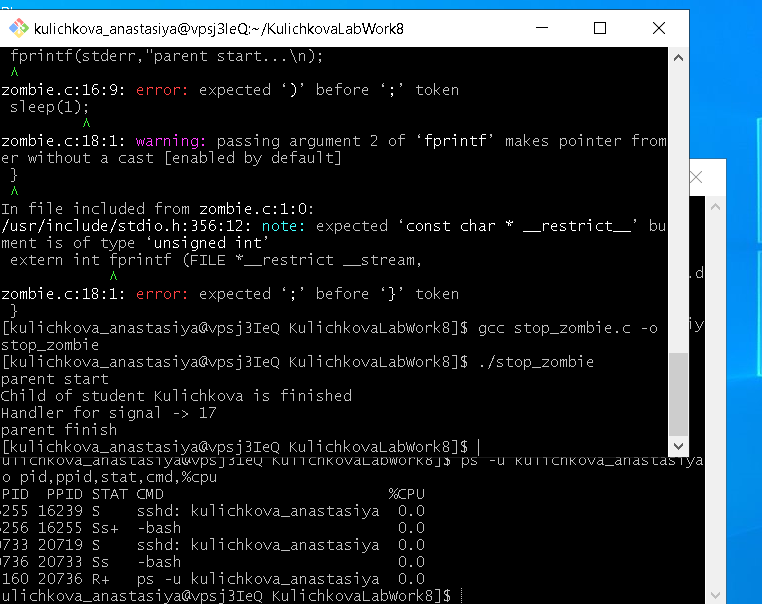 kulichkova_anastasiya@vpsj3IeQ:~/KulichkovaLabWork8
fprintf(stderr,"parent start...\n);
^
zombie.c:16:9: error: expected ‘)’ before ‘;’ token
sleep(1);
^
zombie.c:18:1: warning: passing argument 2 of ‘fprintf’ makes pointer from
er without a cast [enabled by default]
}
^
In file included from zombie.c:1:0:
/usr/include/stdio.h:356:12: note: expected ‘const char * __restrict__’ bu
ment is of type ‘unsigned int’
extern int fprintf (FILE *__restrict __stream,
^
zombie.c:18:1: error: expected ‘;’ before ‘}’ token
}
[kulichkova_anastasiya@vpsj3IeQ KulichkovaLabWork8]$ gcc stop_zombie.c -o
stop_zombie
[kulichkova_anastasiya@vpsj3IeQ KulichkovaLabWork8]$ ./stop_zombie
parent start
Child of student Kulichkova is finished
Handler for signal -> 17
parent finish
[kulichkova_anastasiya@vpsj3IeQ KulichkovaLabWork8]$
ulichkova_anastasiya@vpsj3IeQ KulichkovaLabWork8]$ ps -u kulichkova_anastasiya
o pid,ppid,stat,cmd,%cpu
PID PPID STAT CMD %CPU
255 16239 S sshd: kulichkova_anastasiya 0.0
256 16255 Ss+ -bash 0.0
733 20719 S sshd: kulichkova_anastasiya 0.0
736 20733 Ss -bash 0.0
160 20736 R+ ps -u kulichkova_anastasiya 0.0
ulichkova_anastasiya@vpsj3IeQ KulichkovaLabWork8]$
.d
iy